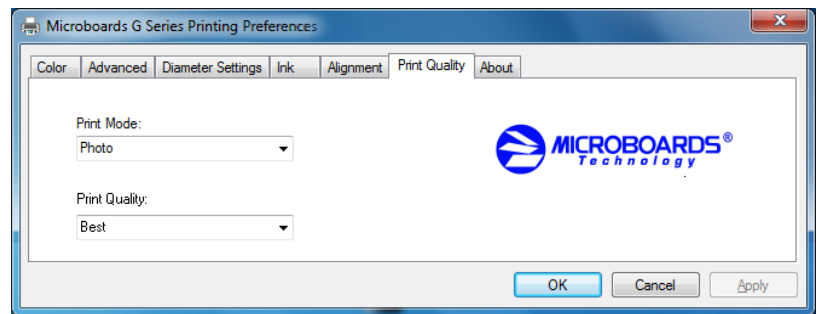 Microboards G Series Printing Preferences
Color Advanced Diameter Settings Ink Alignment Print Quality About
Print Mode:
Photo
MICROBOARDS®
Technology
Print Quality:
Best
OK Cancel Apply